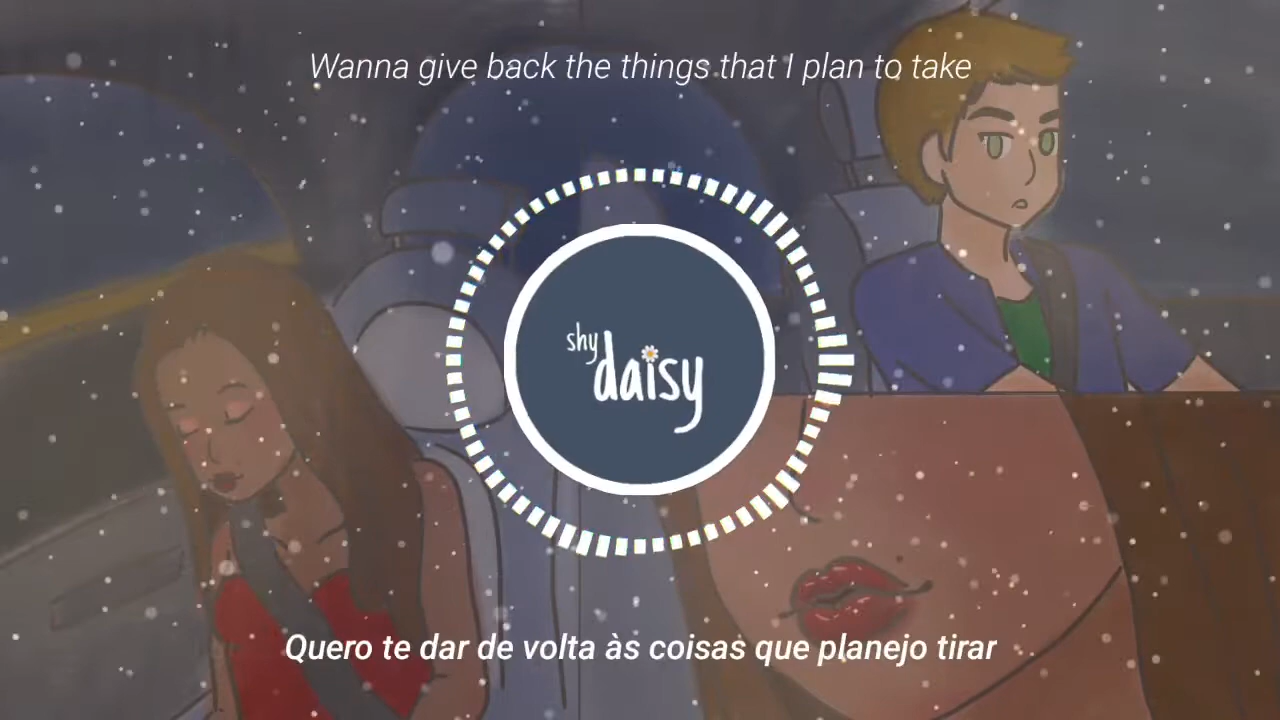 Wanna give back the things that I plan to take
shy
daisy
Quero te dar de volta às coisas que planejo tirar